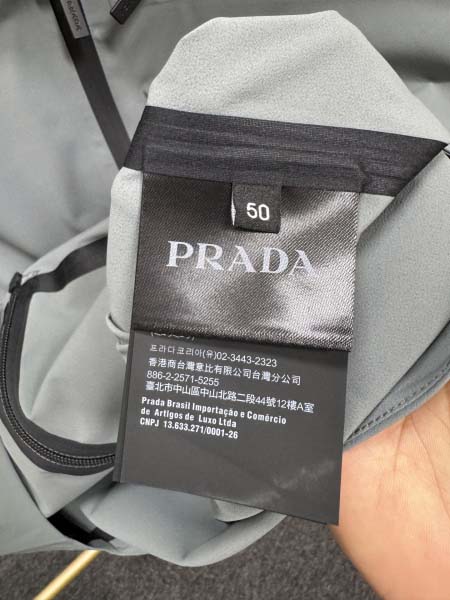 PRADA
50
PRADA
프라다코리아(유)02-3443-2323
香港商台灣意比有限公司台灣分公司
886-2-2571-5255
臺北市中山區中山北路二段44號12樓A室
Prada Brasil Importação e Comércio
de Artigos de Luxo Ltda
CNPJ 13.633.271/0001-26